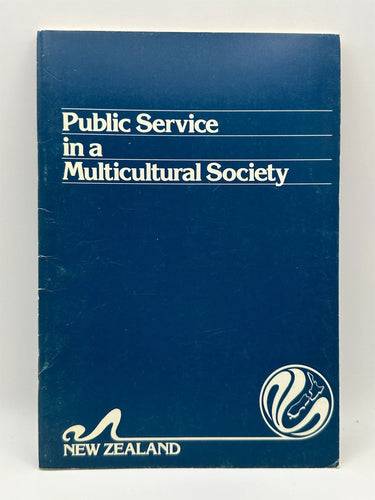 Public Service
in a
Multicultural Society
NEW ZEALAND